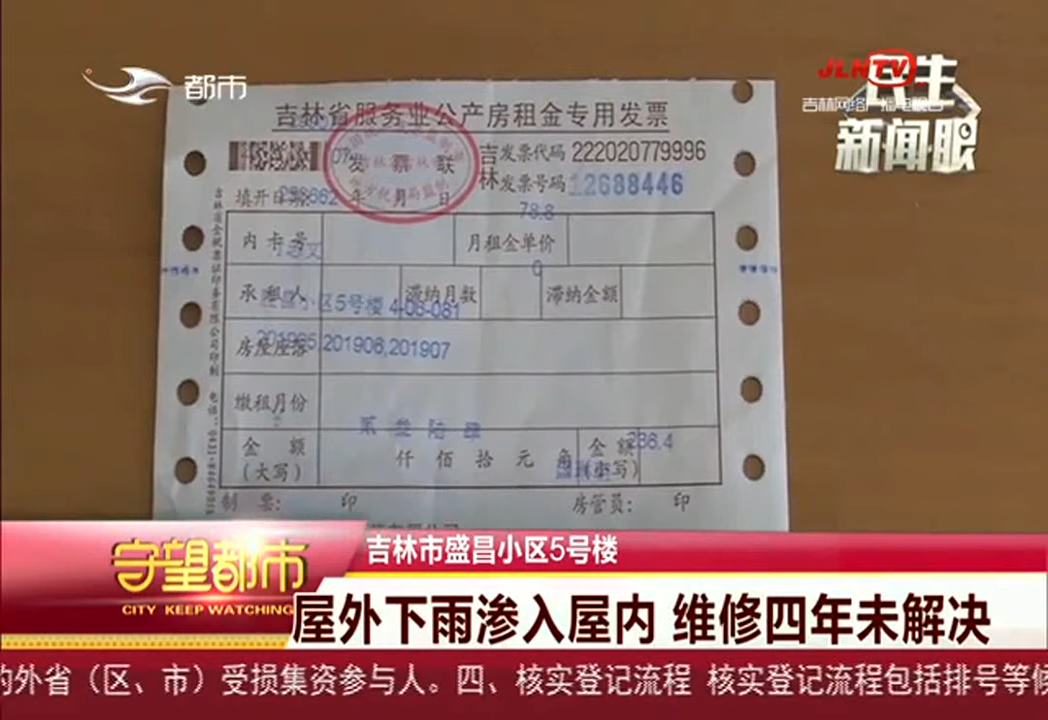 都市
JLNTV
民生
新闻眼
吉林省服务业公产房租金专用发票
发票联
吉林
发票代码 222020779996
发票号码 12688446
填开日期: 年 月 日
78.8
内卡号 月租金单价
0
承租人 滞纳月数 滞纳金额
小区5号楼 4-06-081
房屋座落 201905,201906,201907
缴租月份
贰 叁 陆 肆
236.4
金额 仟 佰 拾 元 角 金额
(大写) (小写)
制票: 印 房管员: 印
吉林市盛昌小区5号楼
守望都市
CITY KEEP WATCHING
屋外下雨渗入屋内 维修四年未解决
的外省（区、市）受损集资参与人。四、核实登记流程 核实登记流程包括排号等候